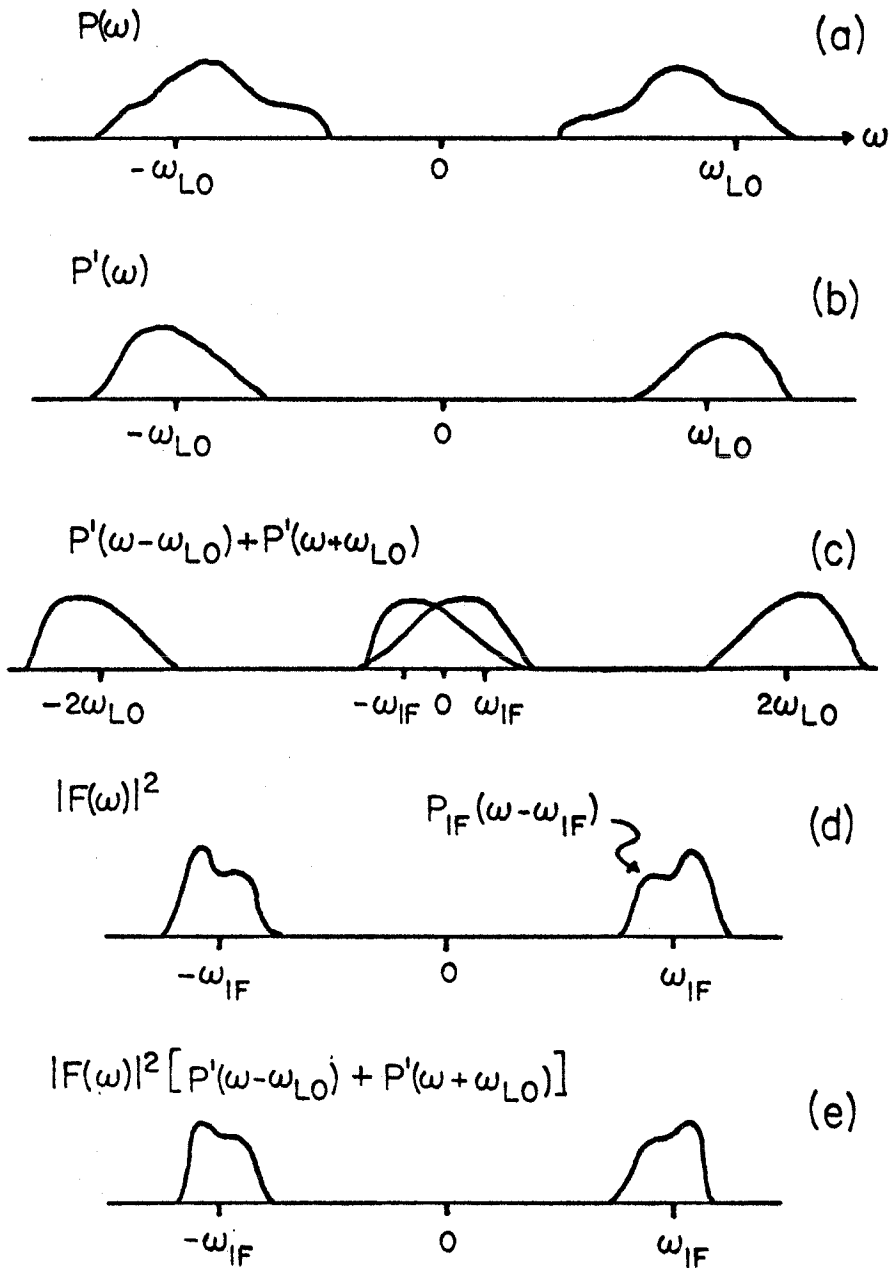 P(ω)
(a)
-ω_LO 0 ω_LO ω
P'(ω)
(b)
-ω_LO 0 ω_LO
P'(ω-ω_LO)+P'(ω+ω_LO)
(c)
-2ω_LO -ω_IF 0 ω_IF 2ω_LO
|F(ω)|²
P_IF(ω-ω_IF)
(d)
-ω_IF 0 ω_IF
|F(ω)|²[P'(ω-ω_LO) + P'(ω+ω_LO)]
(e)
-ω_IF 0 ω_IF